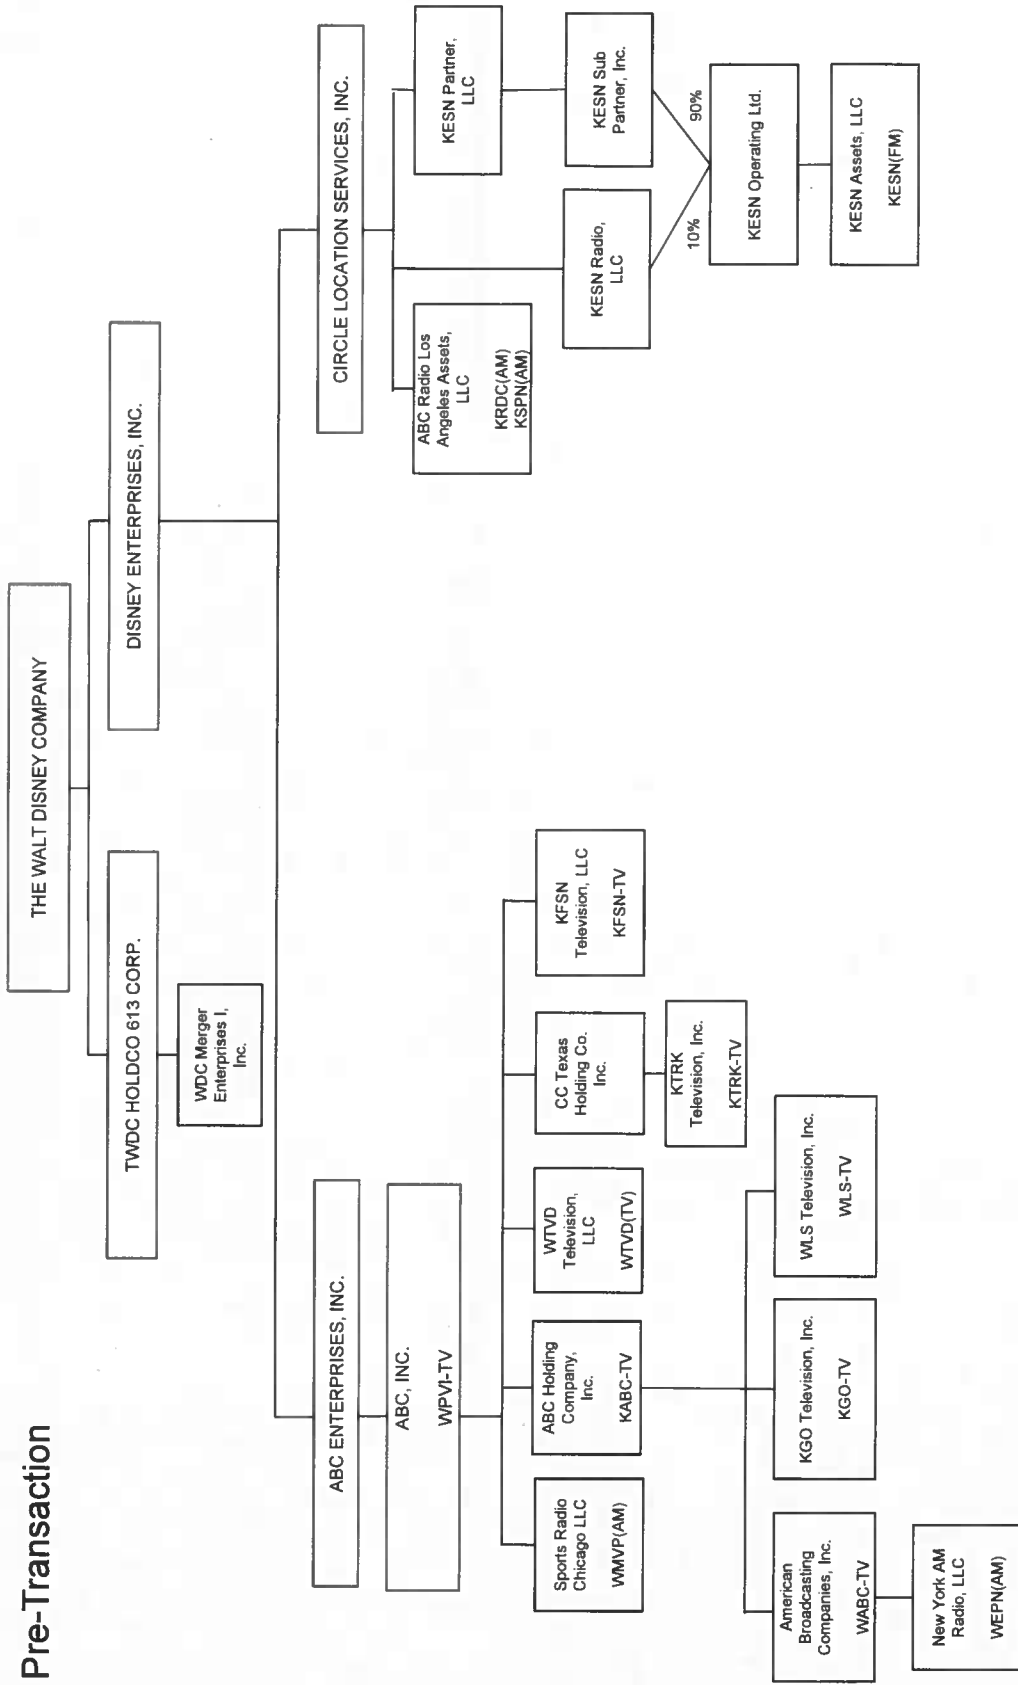 Pre-Transaction
THE WALT DISNEY COMPANY
TWDC HOLDCO 613 CORP.
DISNEY ENTERPRISES, INC.
WDC Merger
Enterprises I,
Inc.
ABC ENTERPRISES, INC.
CIRCLE LOCATION SERVICES, INC.
ABC, INC.
WPVI-TV
ABC Radio Los
Angeles Assets,
LLC
KRDC(AM)
KSPN(AM)
KESN Partner,
LLC
Sports Radio
Chicago LLC
WMVP(AM)
ABC Holding
Company,
Inc.
KABC-TV
WTVD
Television,
LLC
WTVD(TV)
CC Texas
Holding Co.
Inc.
KFSN
Television, LLC
KFSN-TV
KESN Radio,
LLC
KESN Sub
Partner, Inc.
KTRK
Television, Inc.
KTRK-TV
10%
90%
KESN Operating Ltd.
American
Broadcasting
Companies, Inc.
WABC-TV
KGO Television, Inc.
KGO-TV
WLS Television, Inc.
WLS-TV
KESN Assets, LLC
KESN(FM)
New York AM
Radio, LLC
WEPN(AM)